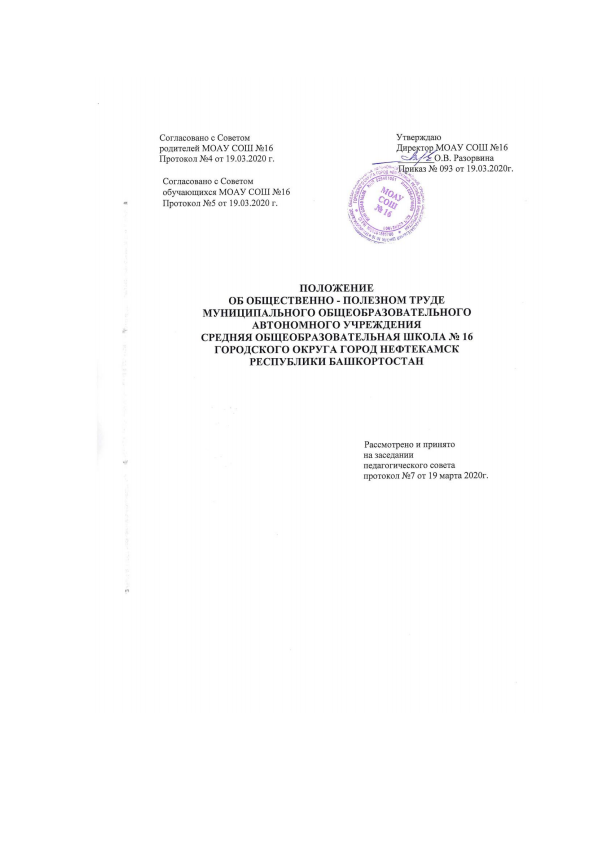 Согласовано с Советом
родителей МОАУ СОШ №16
Протокол №4 от 19.03.2020 г.
Согласовано с Советом
обучающихся МОАУ СОШ №16
Протокол №5 от 19.03.2020 г.
Утверждаю
Директор МОАУ СОШ №16
О.В. Разорвина
Приказ № 093 от 19.03.2020г.
МОАУ
СОШ
№ 16
ПОЛОЖЕНИЕ
ОБ ОБЩЕСТВЕННО - ПОЛЕЗНОМ ТРУДЕ
МУНИЦИПАЛЬНОГО ОБЩЕОБРАЗОВАТЕЛЬНОГО
АВТОНОМНОГО УЧРЕЖДЕНИЯ
СРЕДНЯЯ ОБЩЕОБРАЗОВАТЕЛЬНАЯ ШКОЛА № 16
ГОРОДСКОГО ОКРУГА ГОРОД НЕФТЕКАМСК
РЕСПУБЛИКИ БАШКОРТОСТАН
Рассмотрено и принято
на заседании
педагогического совета
протокол №7 от 19 марта 2020г.